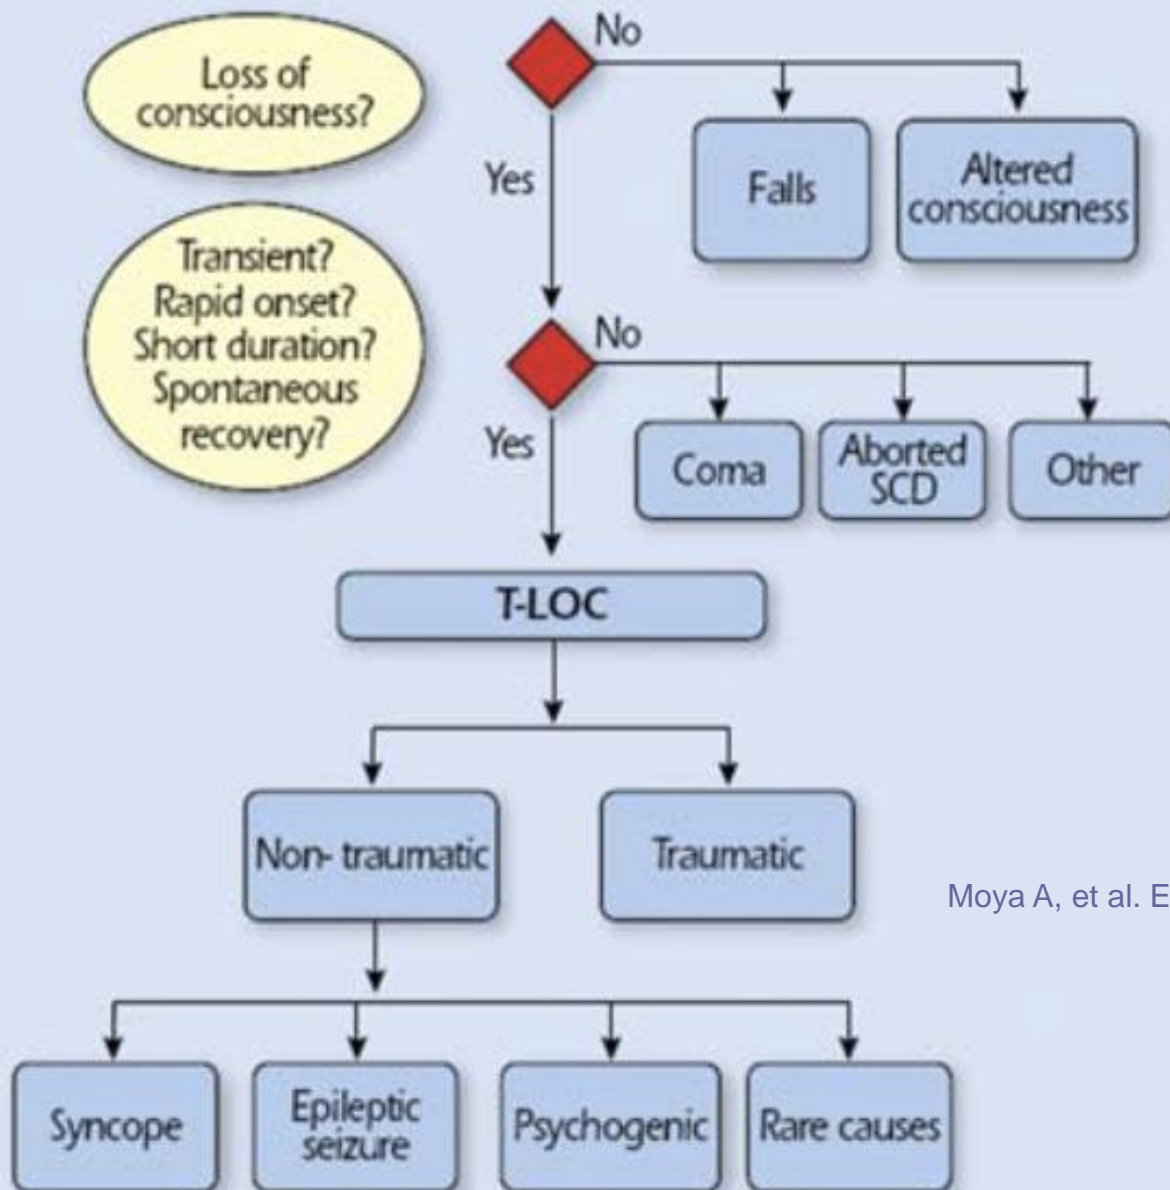 Loss of
consciousness?
No
Yes
Falls
Altered
consciousness
Transient?
Rapid onset?
Short duration?
Spontaneous
recovery?
No
Yes
Coma
Aborted
SCD
Other
T-LOC
Non- traumatic
Traumatic
Moya A, et al. E
Syncope
Epileptic
seizure
Psychogenic
Rare causes